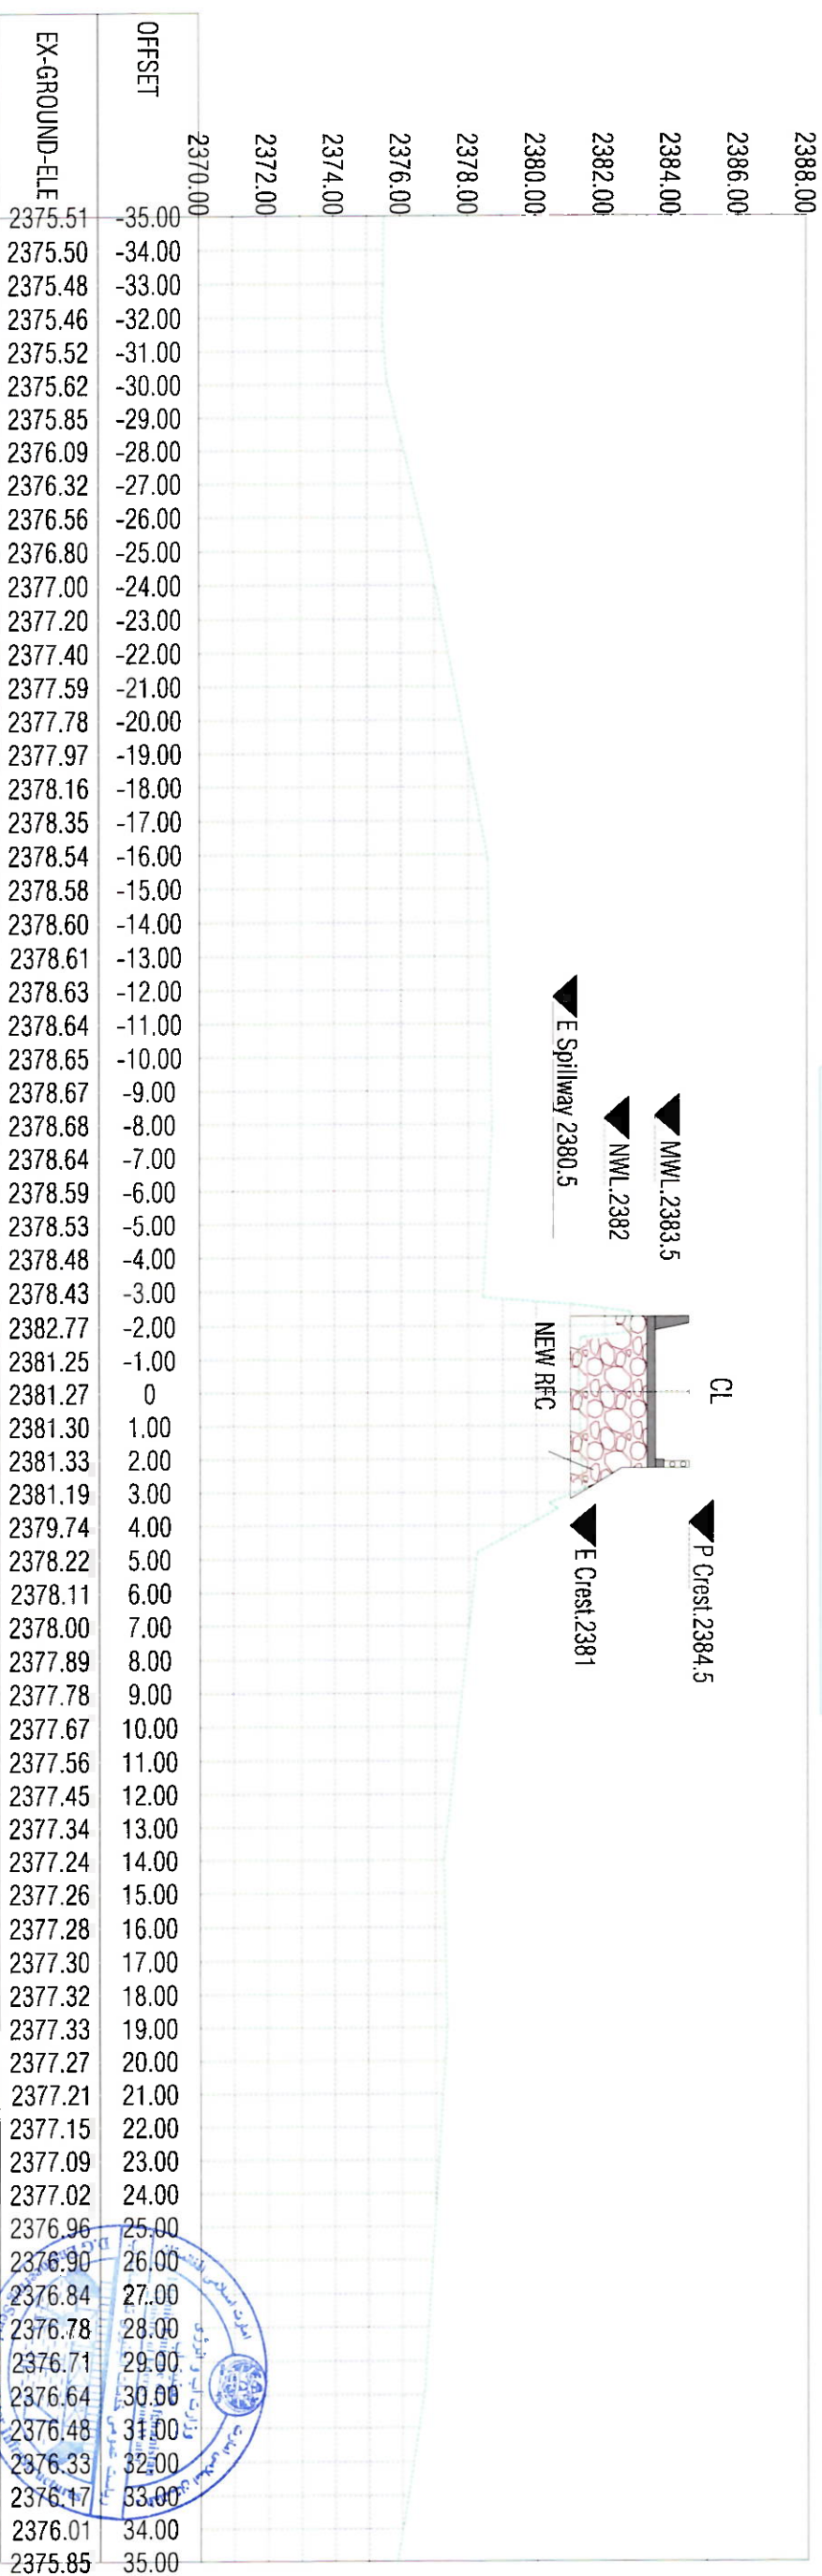 2388.00
2386.00
2384.00
2382.00
2380.00
2378.00
2376.00
2374.00
2372.00
2370.00
MWL.2383.5
NWL.2382
E Spillway 2380.5
CL
NEW RFC
P Crest.2384.5
E Crest.2381
OFFSET
-35.00 -34.00 -33.00 -32.00 -31.00 -30.00 -29.00 -28.00 -27.00 -26.00 -25.00 -24.00 -23.00 -22.00 -21.00 -20.00 -19.00 -18.00 -17.00 -16.00 -15.00 -14.00 -13.00 -12.00 -11.00 -10.00 -9.00 -8.00 -7.00 -6.00 -5.00 -4.00 -3.00 -2.00 -1.00 0 1.00 2.00 3.00 4.00 5.00 6.00 7.00 8.00 9.00 10.00 11.00 12.00 13.00 14.00 15.00 16.00 17.00 18.00 19.00 20.00 21.00 22.00 23.00 24.00 25.00 26.00 27.00 28.00 29.00 30.00 31.00 32.00 33.00 34.00 35.00
EX-GROUND-ELE
2375.51 2375.50 2375.48 2375.46 2375.52 2375.62 2375.85 2376.09 2376.32 2376.56 2376.80 2377.00 2377.20 2377.40 2377.59 2377.78 2377.97 2378.16 2378.35 2378.54 2378.58 2378.60 2378.61 2378.63 2378.64 2378.65 2378.67 2378.68 2378.64 2378.59 2378.53 2378.48 2378.43 2382.77 2381.25 2381.27 2381.30 2381.33 2381.19 2379.74 2378.22 2378.11 2378.00 2377.89 2377.78 2377.67 2377.56 2377.45 2377.34 2377.24 2377.26 2377.28 2377.30 2377.32 2377.33 2377.27 2377.21 2377.15 2377.09 2377.02 2376.96 2376.90 2376.84 2376.78 2376.71 2376.64 2376.48 2376.33 2376.17 2376.01 2375.85
وزارت انرژی و آب